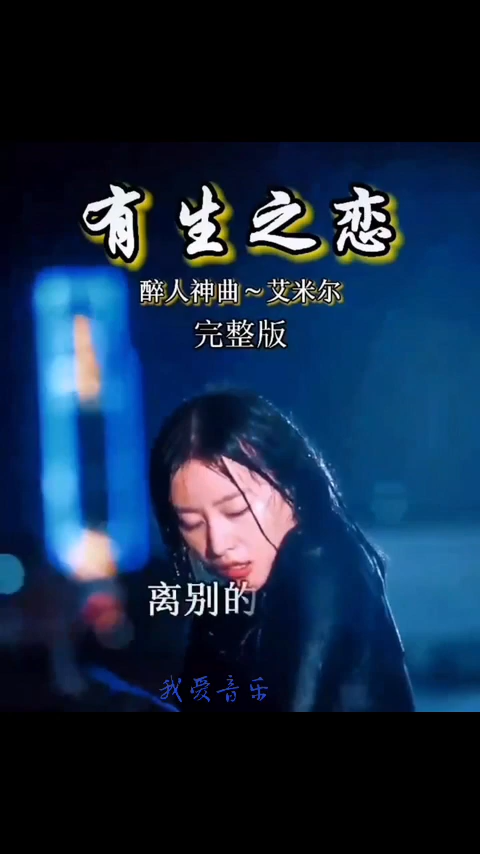 有生之恋
醉人神曲～艾米尔
完整版
离别的
我爱音乐